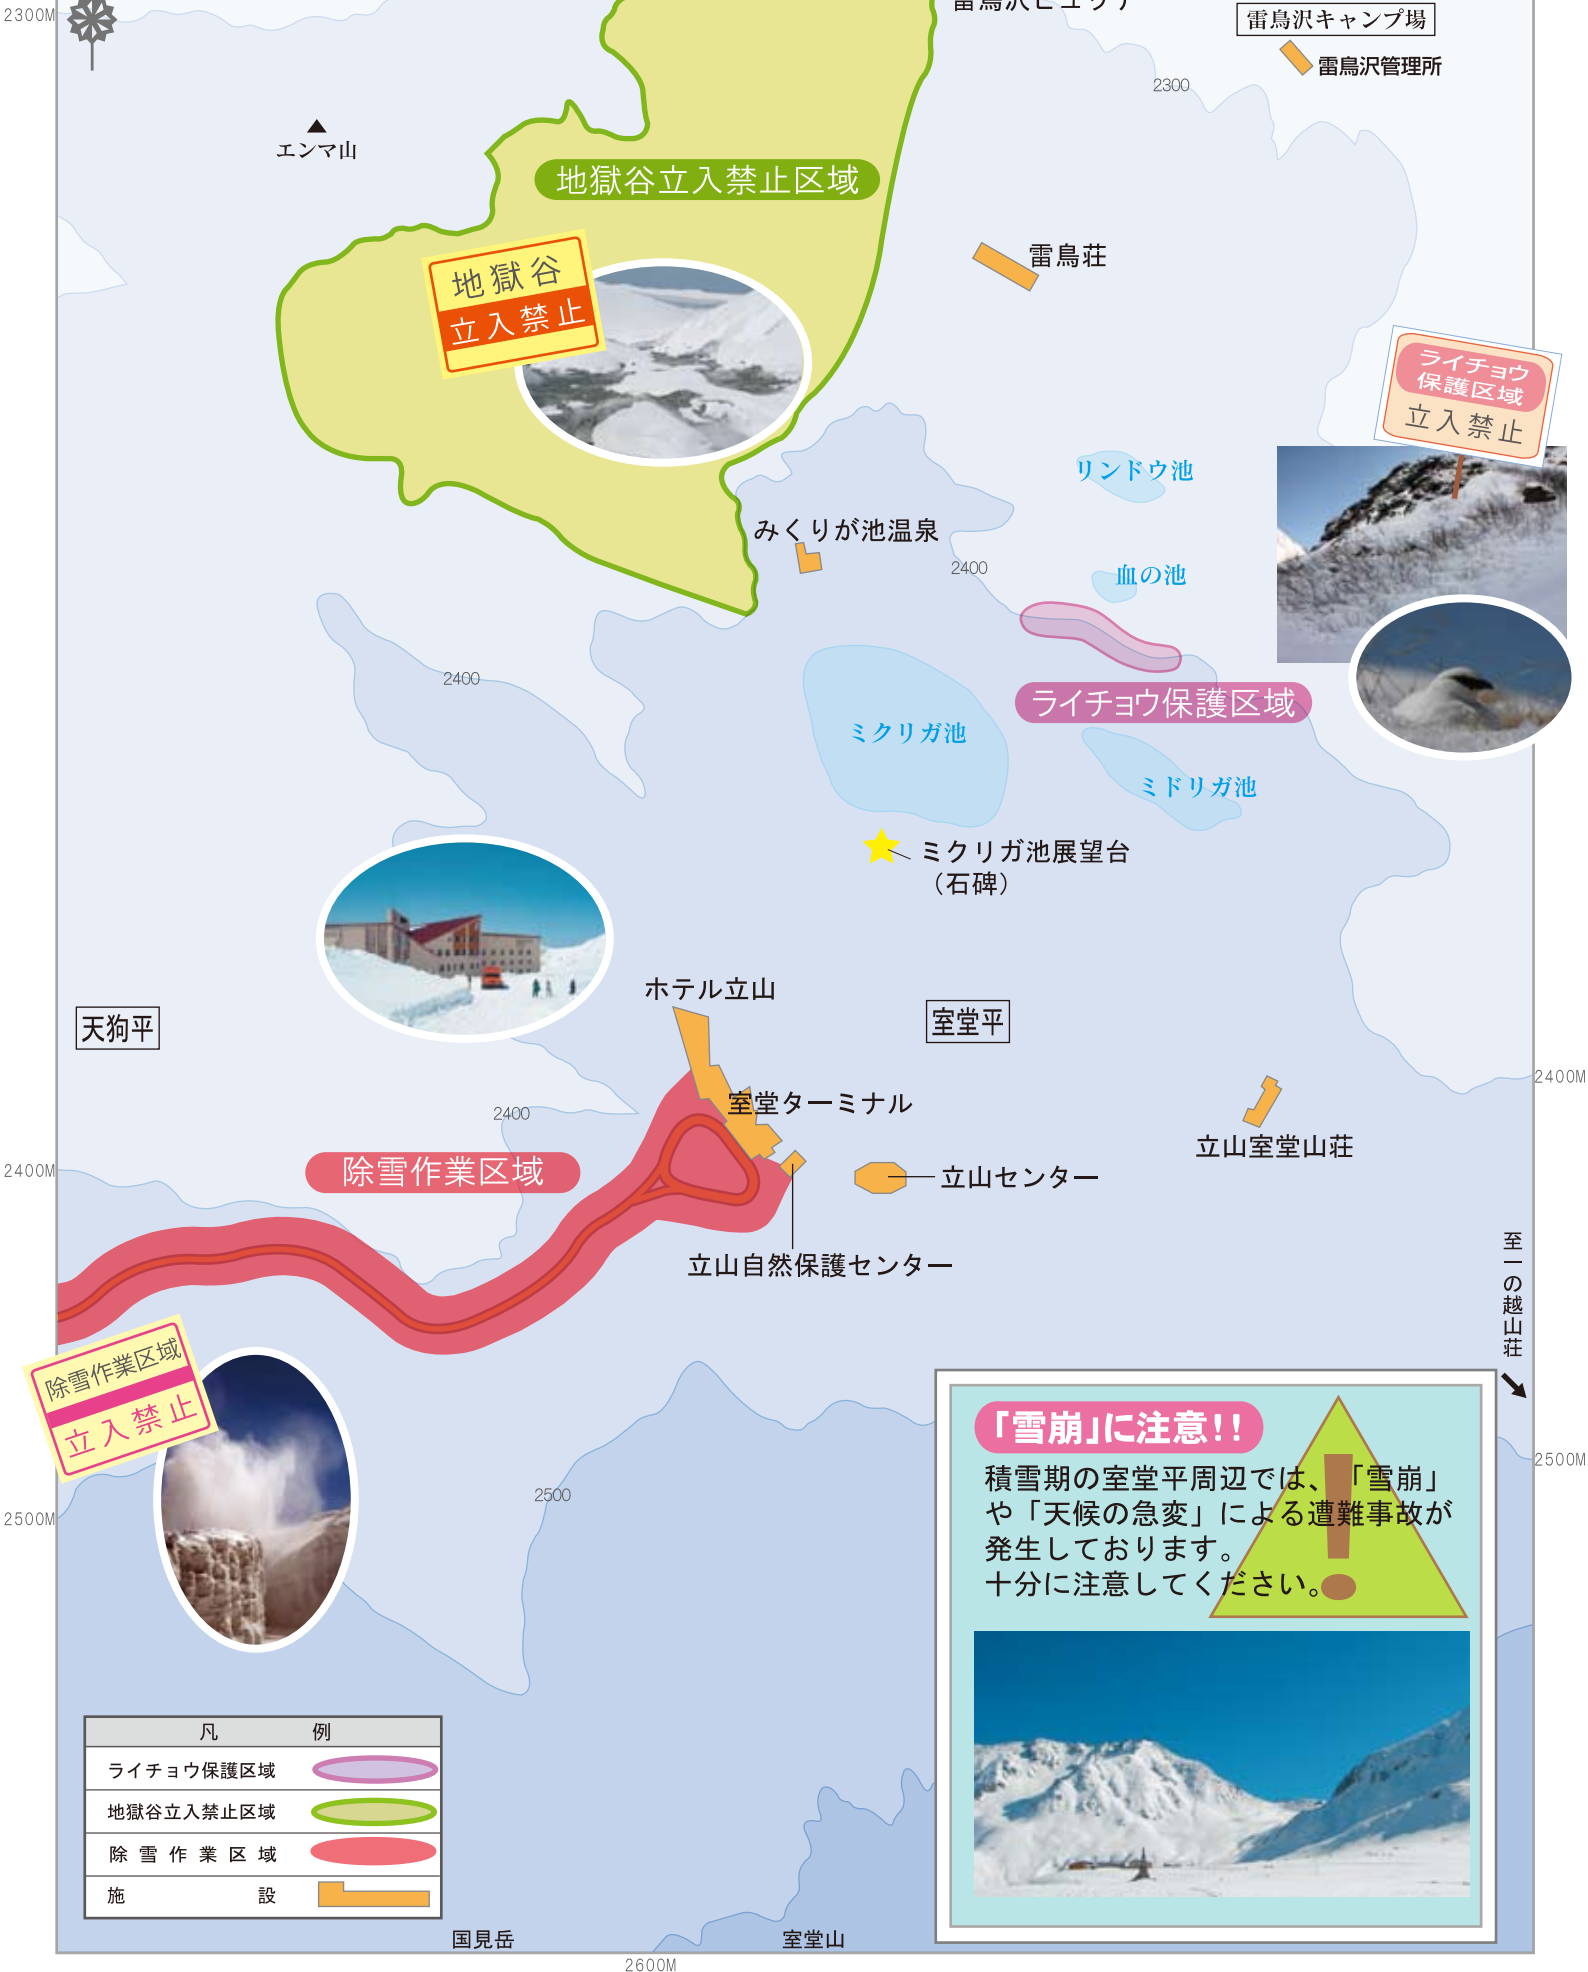 2300M
雷鳥沢キャンプ場
雷鳥沢管理所
2300
エンマ山
地獄谷立入禁止区域
地獄谷
立入禁止
雷鳥荘
ライチョウ
保護区域
立入禁止
リンドウ池
みくりが池温泉
2400
血の池
2400
ライチョウ保護区域
ミクリガ池
ミドリガ池
ミクリガ池展望台
（石碑）
ホテル立山
天狗平
室堂平
2400M
室堂ターミナル
2400
立山室堂山荘
2400M
除雪作業区域
立山センター
立山自然保護センター
至一の越山荘
除雪作業区域
立入禁止
「雪崩」に注意!!
2500M
積雪期の室堂平周辺では、「雪崩」
や「天候の急変」による遭難事故が
発生しております。
十分に注意してください。
2500
2500M
凡例
ライチョウ保護区域
地獄谷立入禁止区域
除雪作業区域
施設
国見岳
室堂山
2600M